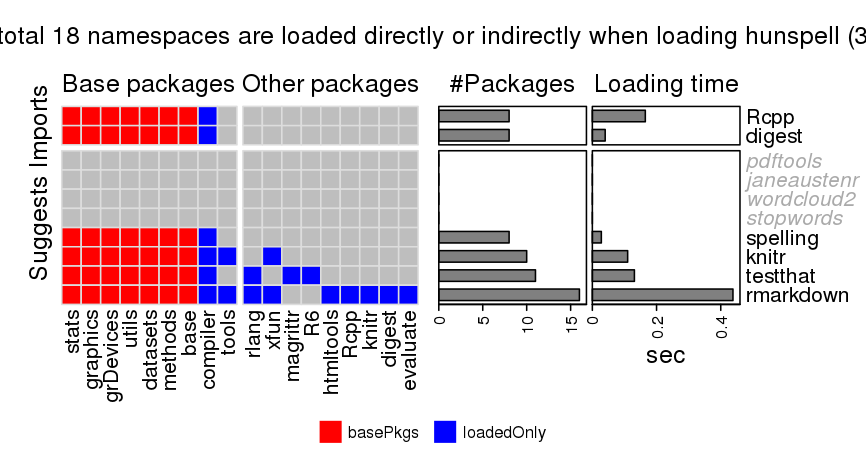 total 18 namespaces are loaded directly or indirectly when loading hunspell (3
Base packages Other packages #Packages Loading time
Imports
Suggests
Rcpp
digest
pdftools
janeaustenr
wordcloud2
stopwords
spelling
knitr
testthat
rmarkdown
stats
graphics
grDevices
utils
datasets
methods
base
compiler
tools
rlang
xfun
magrittr
R6
htmltools
Rcpp
knitr
digest
evaluate
0 5 10 15
0 0.2 0.4
sec
basePkgs loadedOnly